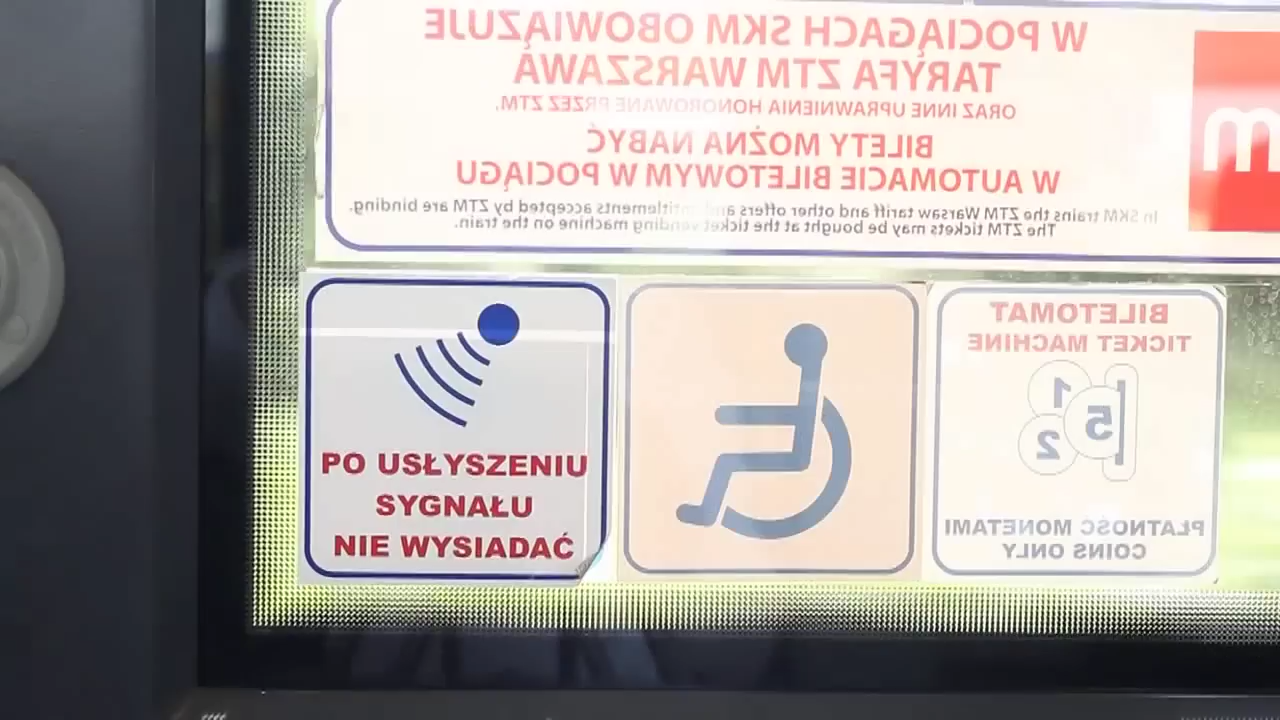 W POCIĄGACH SKM OBOWIĄZUJE
TARYFA ZTM WARSZAWA
ORAZ INNE UPRAWNIENIA HONOROWANE PRZEZ ZTM.
BILETY MOŻNA NABYĆ
W AUTOMACIE BILETOWYM W POCIĄGU
In SKM trains the ZTM Warsaw tariff and other offers and entitlements accepted by ZTM are binding.
The ZTM tickets may be bought at the ticket vending machine on the train.
m
PO USŁYSZENIU
SYGNAŁU
NIE WYSIADAĆ
BILETOMAT
TICKET MACHINE
1
5
2
PŁATNOŚC MONETAMI
COINS ONLY